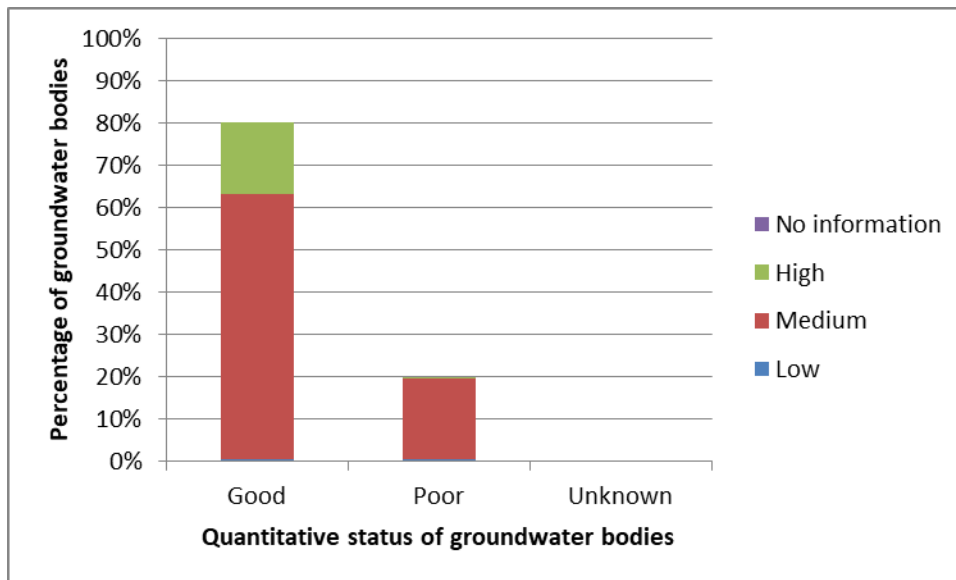 Percentage of groundwater bodies
100%
90%
80%
70%
60%
50%
40%
30%
20%
10%
0%
Good
Poor
Unknown
Quantitative status of groundwater bodies
No information
High
Medium
Low